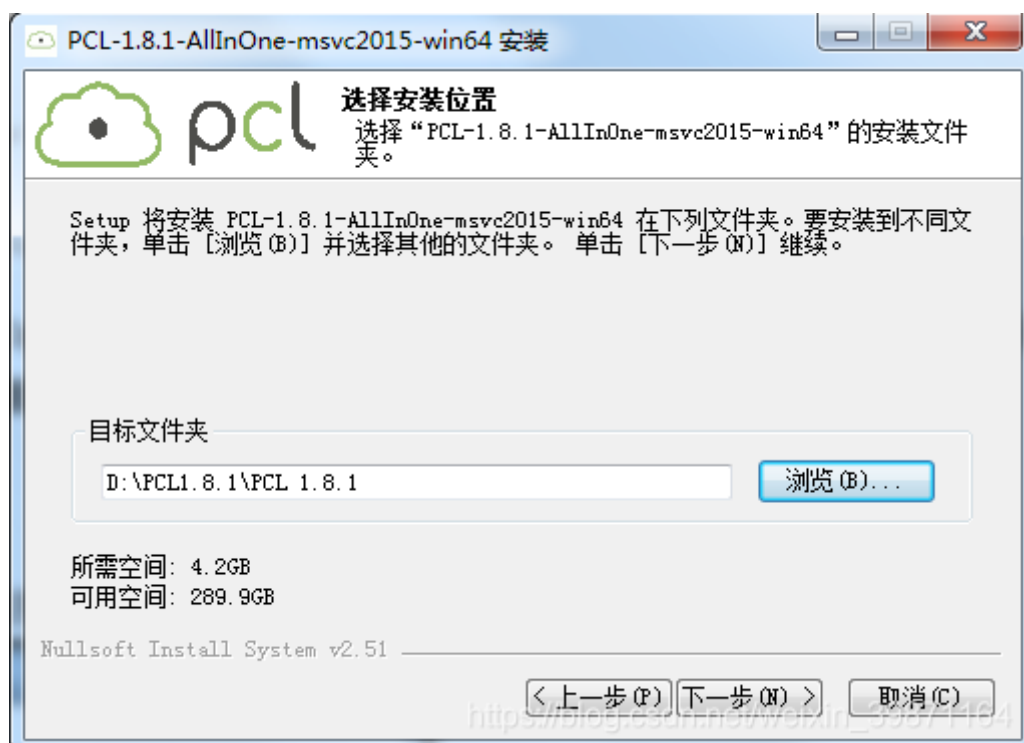 PCL-1.8.1-AllInOne-msvc2015-win64 安装
pcl
选择安装位置
选择“PCL-1.8.1-AllInOne-msvc2015-win64”的安装文件
夹。
Setup 将安装 PCL-1.8.1-AllInOne-msvc2015-win64 在下列文件夹。要安装到不同文
件夹，单击 [浏览(B)] 并选择其他的文件夹。 单击 [下一步(N)] 继续。
目标文件夹
D:\PCL1.8.1\PCL 1.8.1
浏览(B)...
所需空间: 4.2GB
可用空间: 289.9GB
Nullsoft Install System v2.51
< 上一步(P) 下一步(N) > 取消(C)
https://blog.csdn.net/weixin_39871164